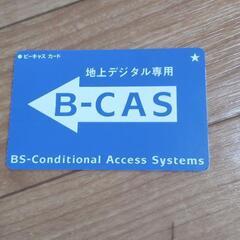 ビーキャス カード
地上デジタル専用
B-CAS
BS-Conditional Access Systems